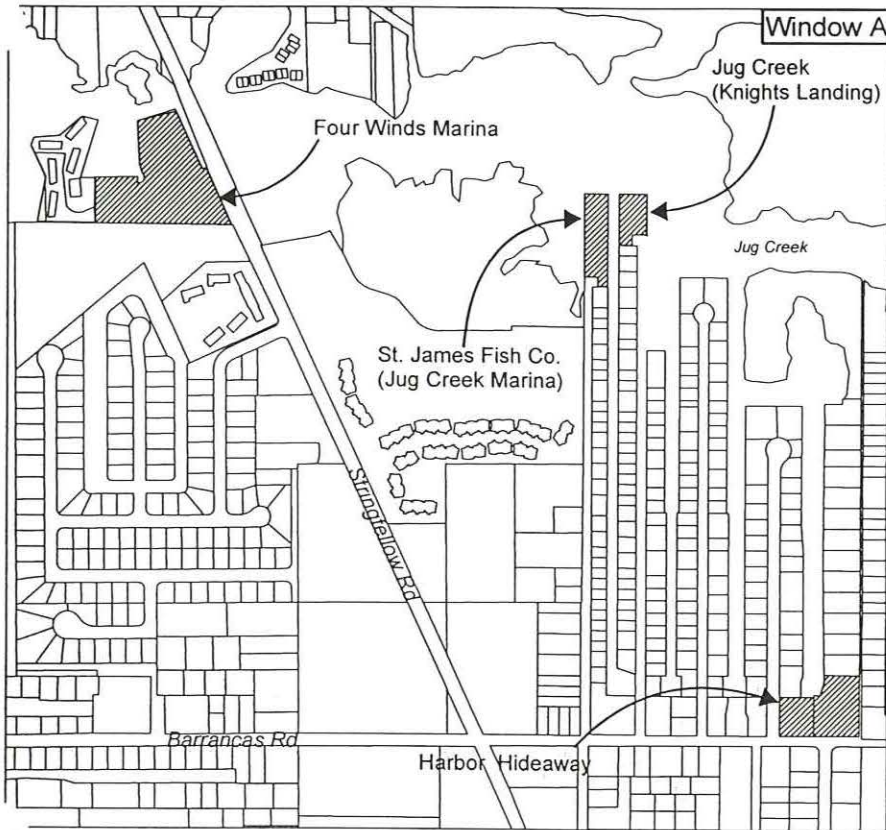 Window A
Jug Creek
(Knights Landing)
Four Winds Marina
Jug Creek
St. James Fish Co.
(Jug Creek Marina)
Stringfellow Rd
Barrancas Rd
Harbor Hideaway